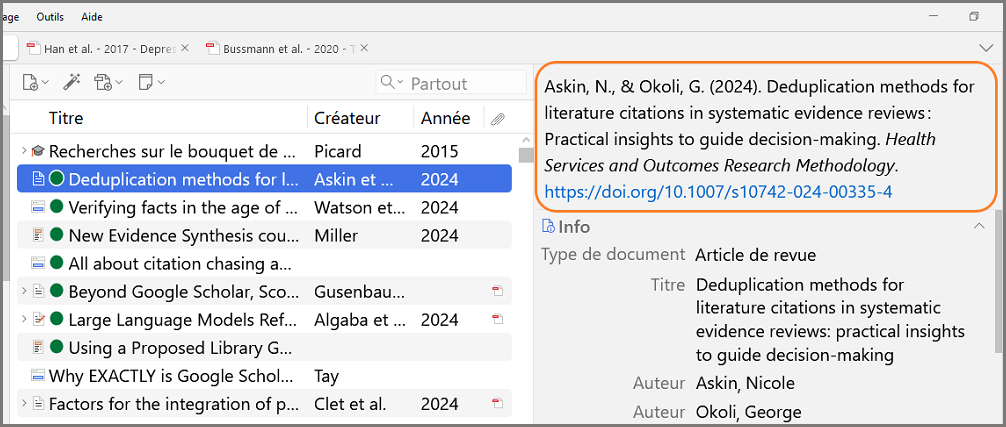 age Outils Aide
Han et al. - 2017 - Depres
Bussmann et al. - 2020 - T
Partout
Titre Créateur Année
Recherches sur le bouquet de ... Picard 2015
Deduplication methods for l... Askin et ... 2024
Verifying facts in the age of ... Watson et... 2024
New Evidence Synthesis cou... Miller 2024
All about citation chasing a...
Beyond Google Scholar, Sco... Gusenbau...
Large Language Models Ref... Algaba et ... 2024
Using a Proposed Library G...
Why EXACTLY is Google Schol... Tay
Factors for the integration of p... Clet et al. 2024
Askin, N., & Okoli, G. (2024). Deduplication methods for
literature citations in systematic evidence reviews :
Practical insights to guide decision-making. Health
Services and Outcomes Research Methodology.
https://doi.org/10.1007/s10742-024-00335-4
Info
Type de document Article de revue
Titre Deduplication methods for
literature citations in systematic
evidence reviews: practical insights
to guide decision-making
Auteur Askin, Nicole
Auteur Okoli, George